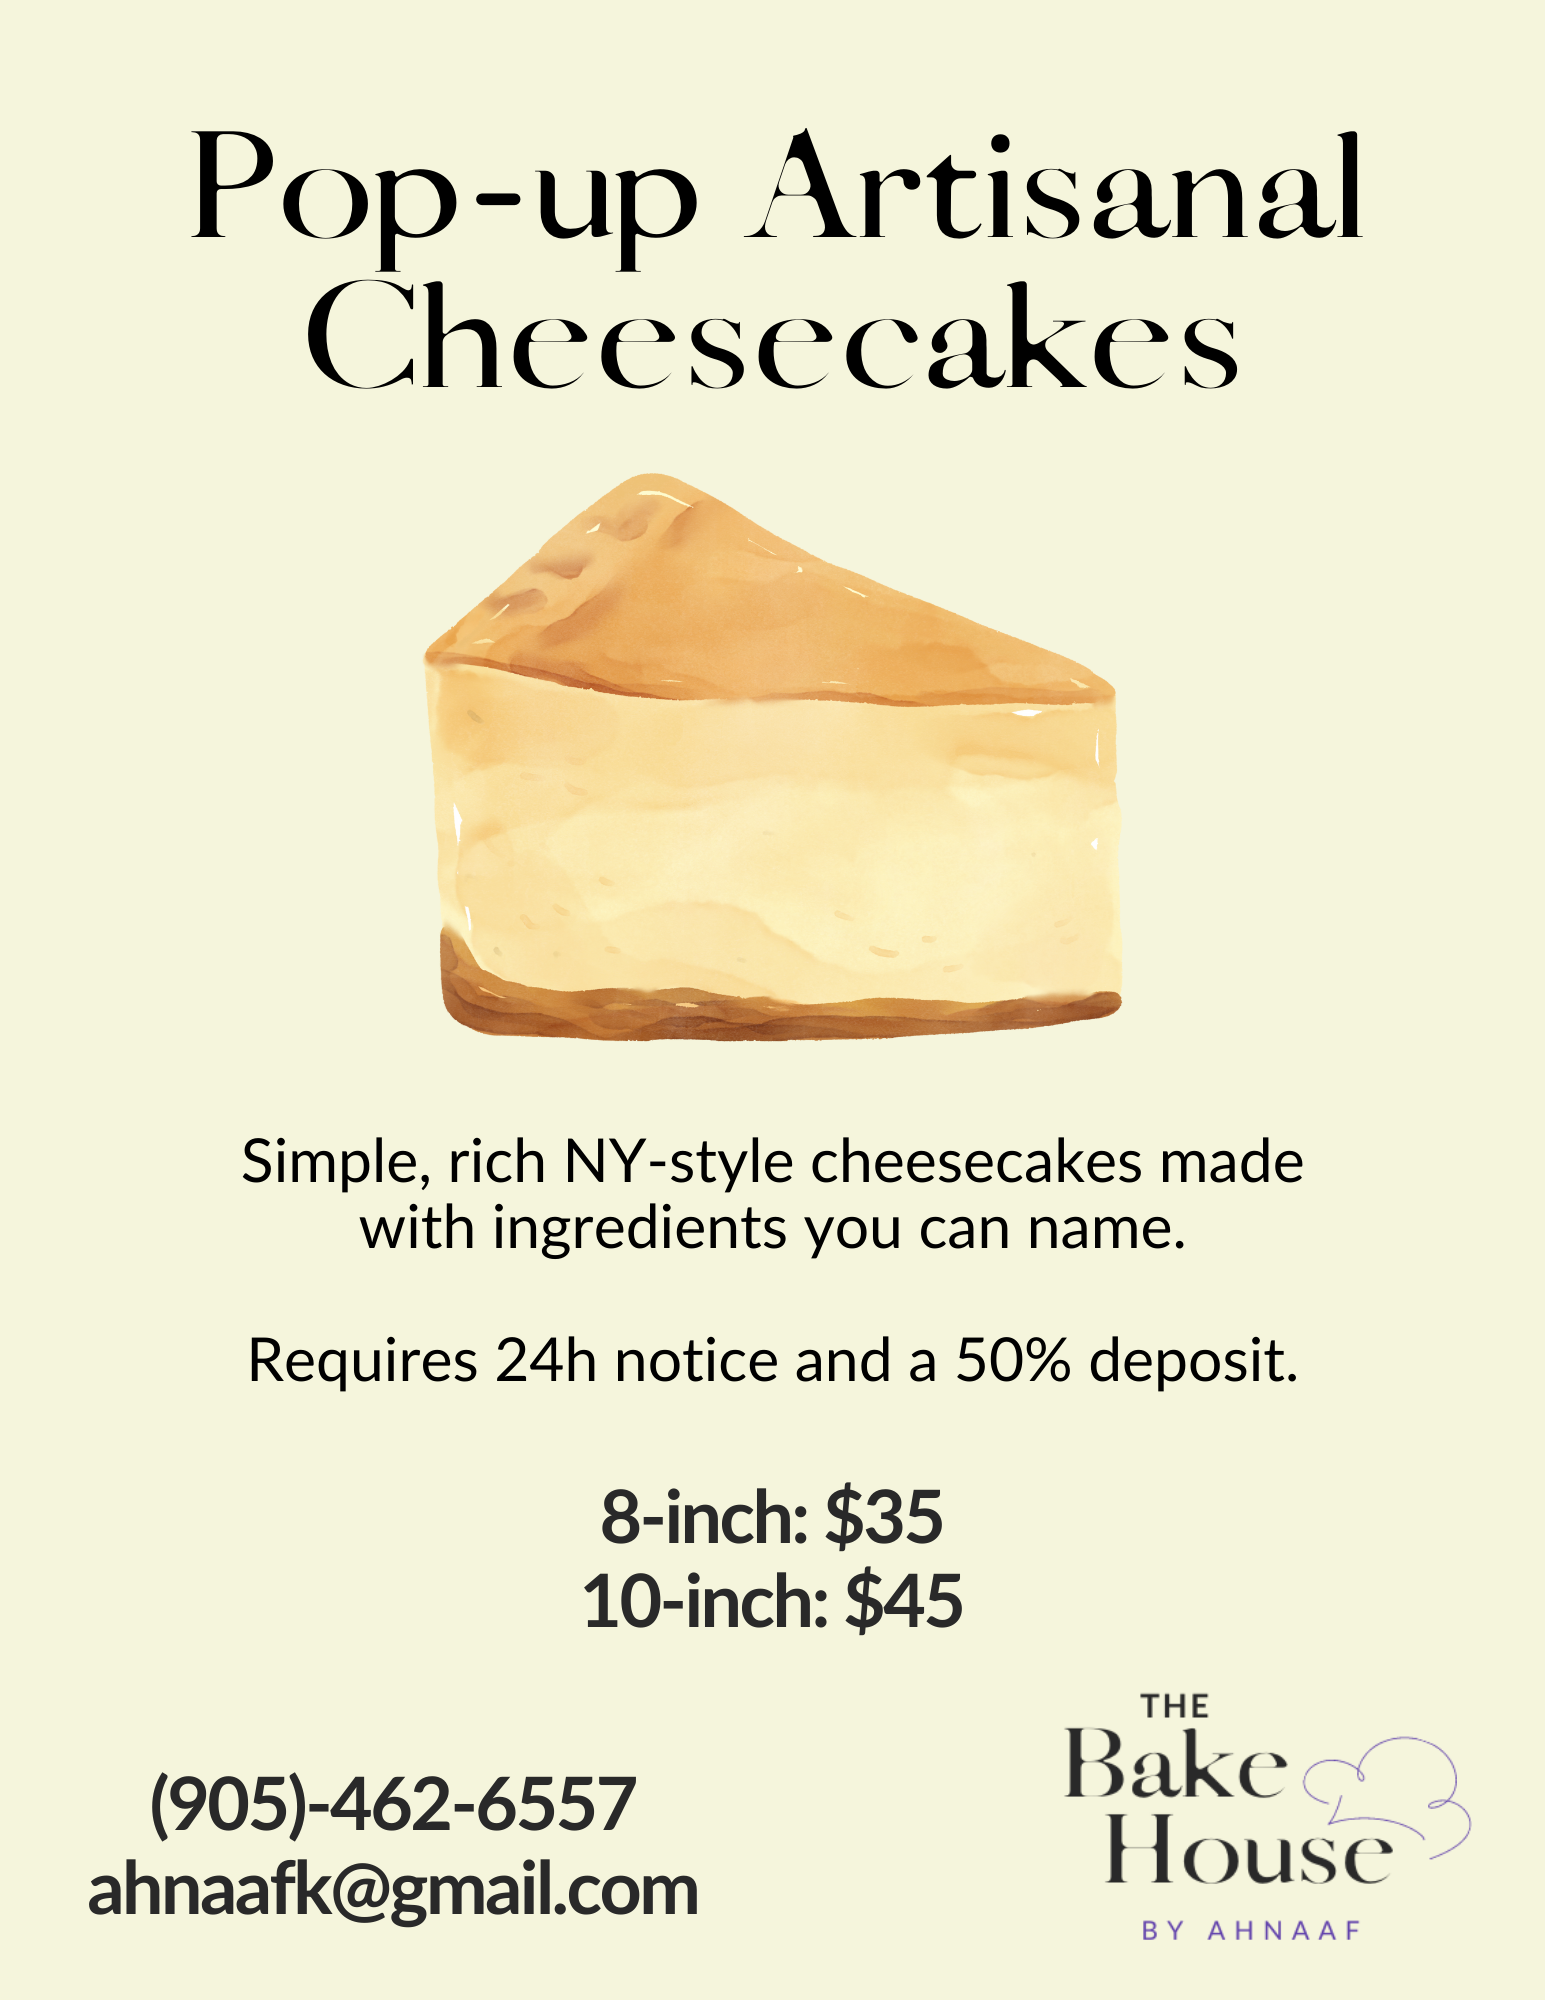 Pop-up Artisanal
Cheesecakes
Simple, rich NY-style cheesecakes made
with ingredients you can name.
Requires 24h notice and a 50% deposit.
8-inch: $35
10-inch: $45
(905)-462-6557
ahnaafk@gmail.com
THE
Bake
House
BY AHNAAF